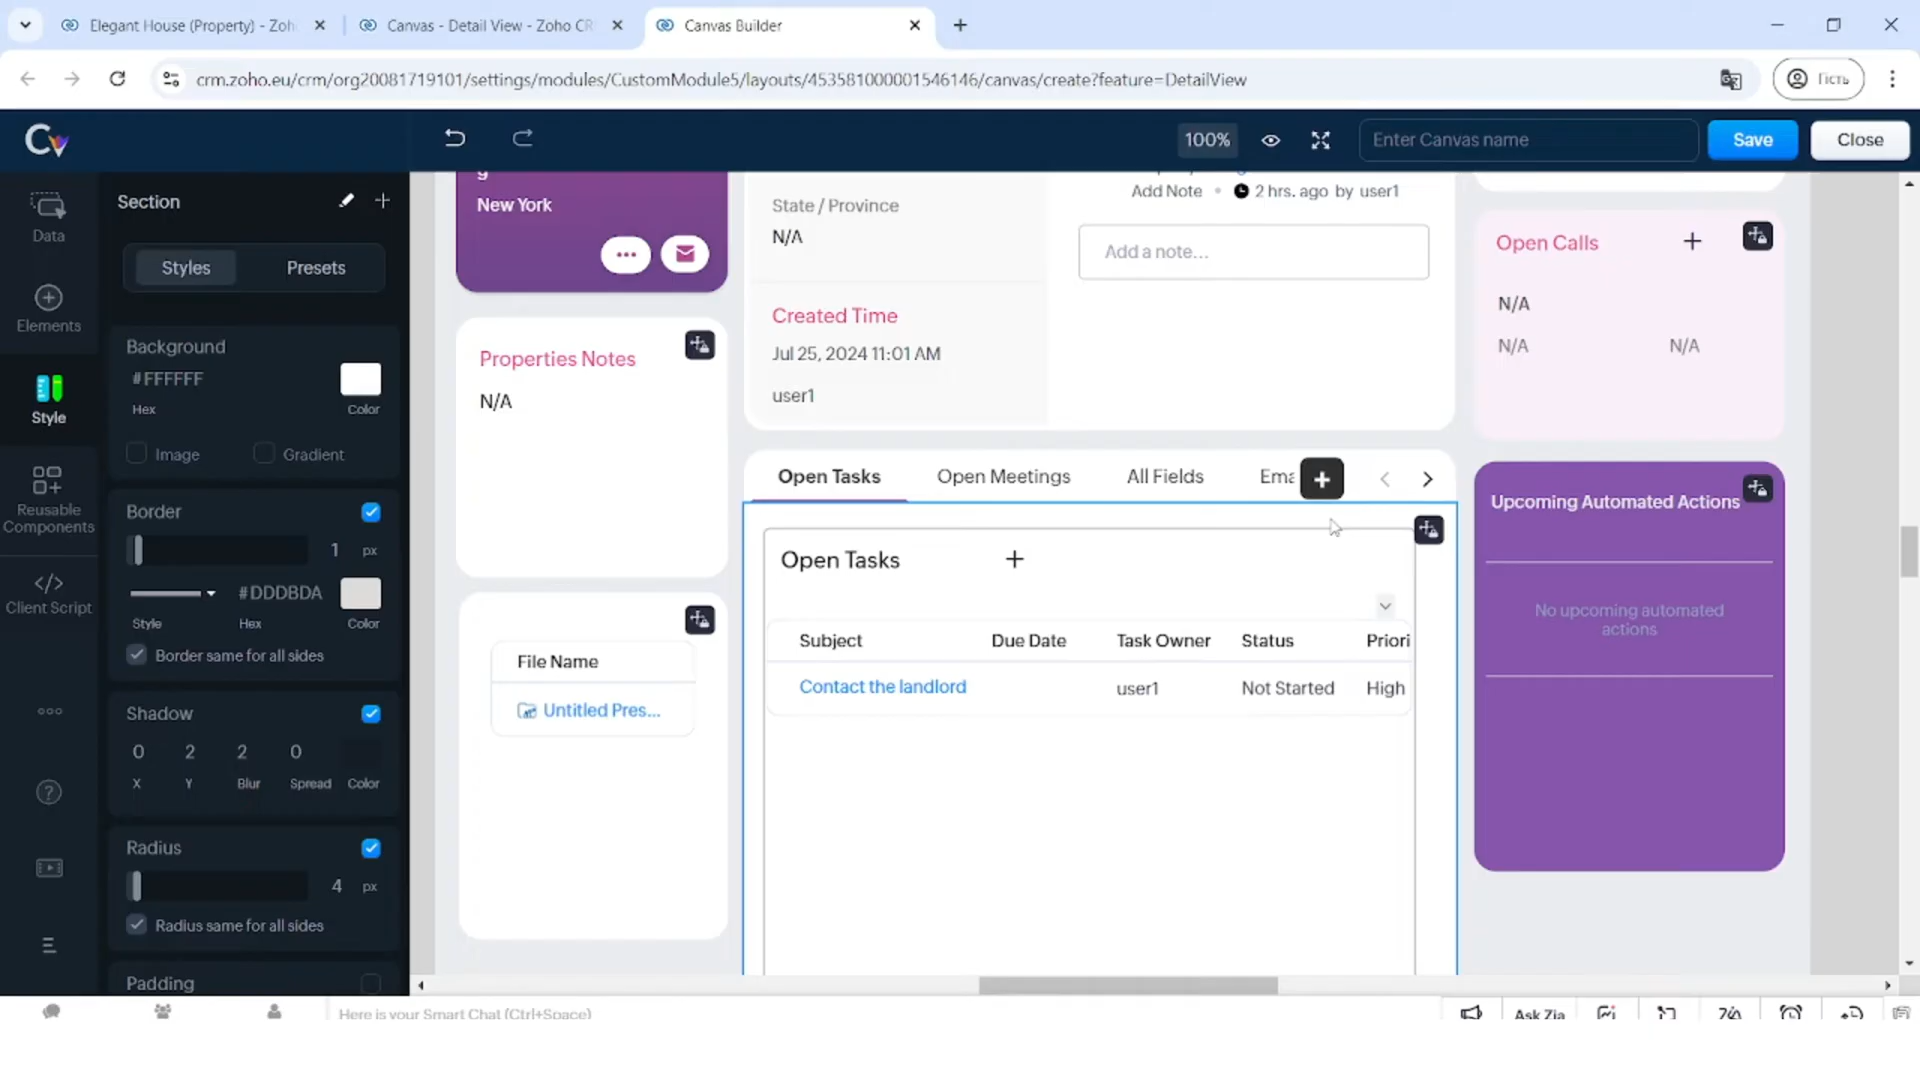 Elegant House (Property) - Zoh
Canvas - Detail View - Zoho CR
Canvas Builder
crm.zoho.eu/crm/org20081719101/settings/modules/CustomModule5/layouts/453581000001546146/canvas/create?feature=DetailView
Гість
100%
Enter Canvas name
Save
Close
Data
Elements
Style
Reusable
Components
Client Script
Section
Styles
Presets
Background
#FFFFFF
Hex
Color
Image
Gradient
Border
1 px
#DDDBDA
Style
Hex
Color
Border same for all sides
Shadow
0 2 2 0
X Y Blur Spread Color
Radius
4 px
Radius same for all sides
Padding
g
New York
Properties Notes
N/A
File Name
Untitled Pres...
State / Province
N/A
Created Time
Jul 25, 2024 11:01 AM
user1
Add Note • 2 hrs. ago by user1
Add a note...
Open Tasks
Open Meetings
All Fields
Ema
Open Tasks
Subject Due Date Task Owner Status Priori
Contact the landlord user1 Not Started High
Open Calls
N/A
N/A N/A
Upcoming Automated Actions
No upcoming automated
actions
Here is your Smart Chat (Ctrl+Space)
Ask Zia